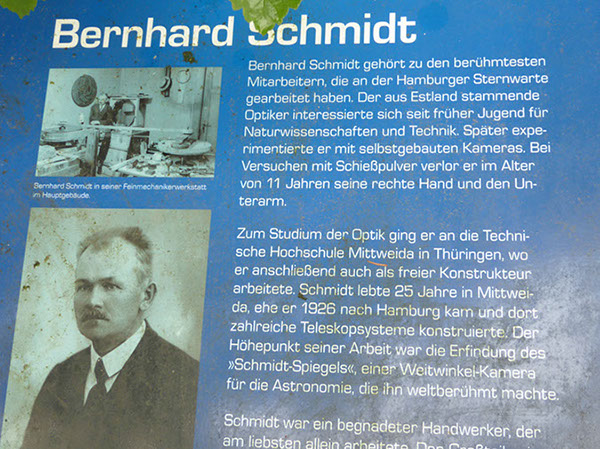 Bernhard Schmidt
Bernhard Schmidt in seiner Feinmechanikerwerkstatt
im Hauptgebäude.
Bernhard Schmidt gehört zu den berühmtesten
Mitarbeitern, die an der Hamburger Sternwarte
gearbeitet haben. Der aus Estland stammende
Optiker interessierte sich seit früher Jugend für
Naturwissenschaften und Technik. Später expe-
rimentierte er mit selbstgebauten Kameras. Bei
Versuchen mit Schießpulver verlor er im Alter
von 11 Jahren seine rechte Hand und den Un-
terarm.
Zum Studium der Optik ging er an die Techni-
sche Hochschule Mittweida in Thüringen, wo
er anschließend auch als freier Konstrukteur
arbeitete. Schmidt lebte 25 Jahre in Mittwei-
da, ehe er 1926 nach Hamburg kam und dort
zahlreiche Teleskopsysteme konstruierte. Der
Höhepunkt seiner Arbeit war die Erfindung des
»Schmidt-Spiegels«, einer Weitwinkel-Kamera
für die Astronomie, die ihn weltberühmt machte.
Schmidt war ein begnadeter Handwerker, der
am liebsten allein arbeitete. Den Großteil